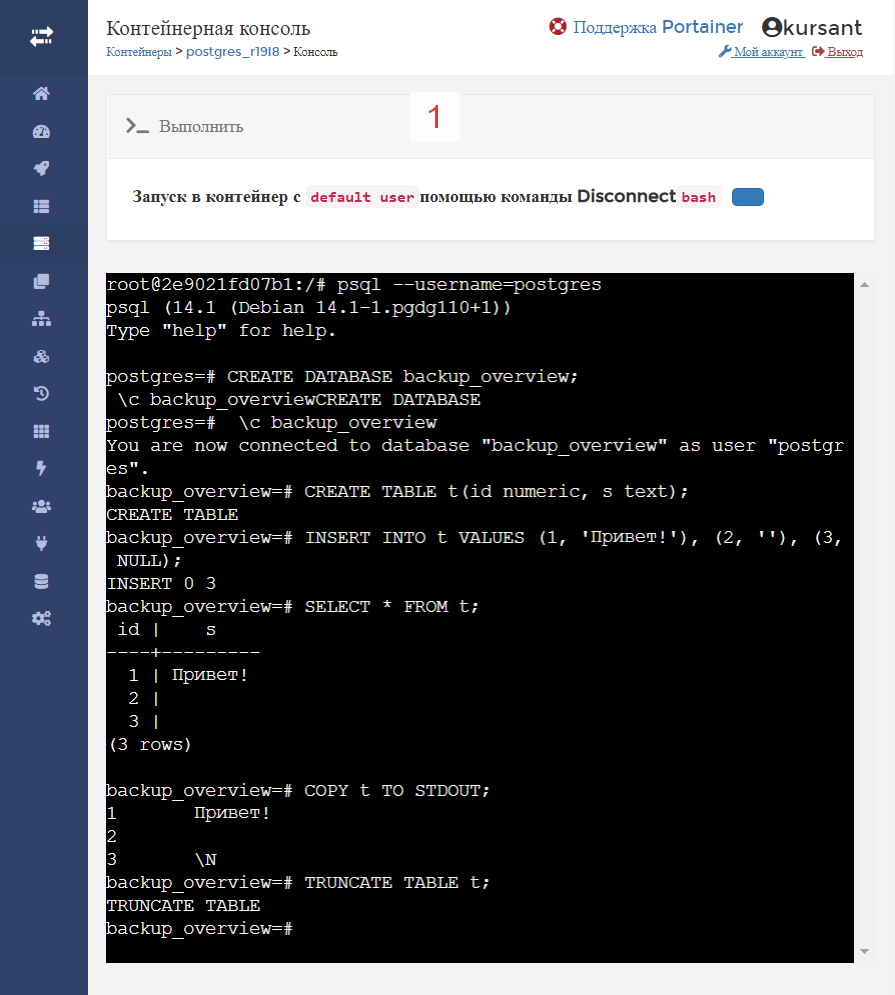 Контейнерная консоль
Поддержка Portainer
kursant
Контейнеры > postgres_r19l8 > Консоль
Мой аккаунт Выход
>_ Выполнить
1
Запуск в контейнер с default user помощью команды Disconnect bash
root@2e9021fd07b1:/# psql --username=postgres
psql (14.1 (Debian 14.1-1.pgdg110+1))
Type "help" for help.
postgres=# CREATE DATABASE backup_overview;
\c backup_overviewCREATE DATABASE
postgres=#  \c backup_overview
You are now connected to database "backup_overview" as user "postgr
es".
backup_overview=# CREATE TABLE t(id numeric, s text);
CREATE TABLE
backup_overview=# INSERT INTO t VALUES (1, 'Привет!'), (2, ''), (3,
NULL);
INSERT 0 3
backup_overview=# SELECT * FROM t;
id |    s
----+---------
1 | Привет!
2 |
3 |
(3 rows)
backup_overview=# COPY t TO STDOUT;
1       Привет!
2
3       \N
backup_overview=# TRUNCATE TABLE t;
TRUNCATE TABLE
backup_overview=#